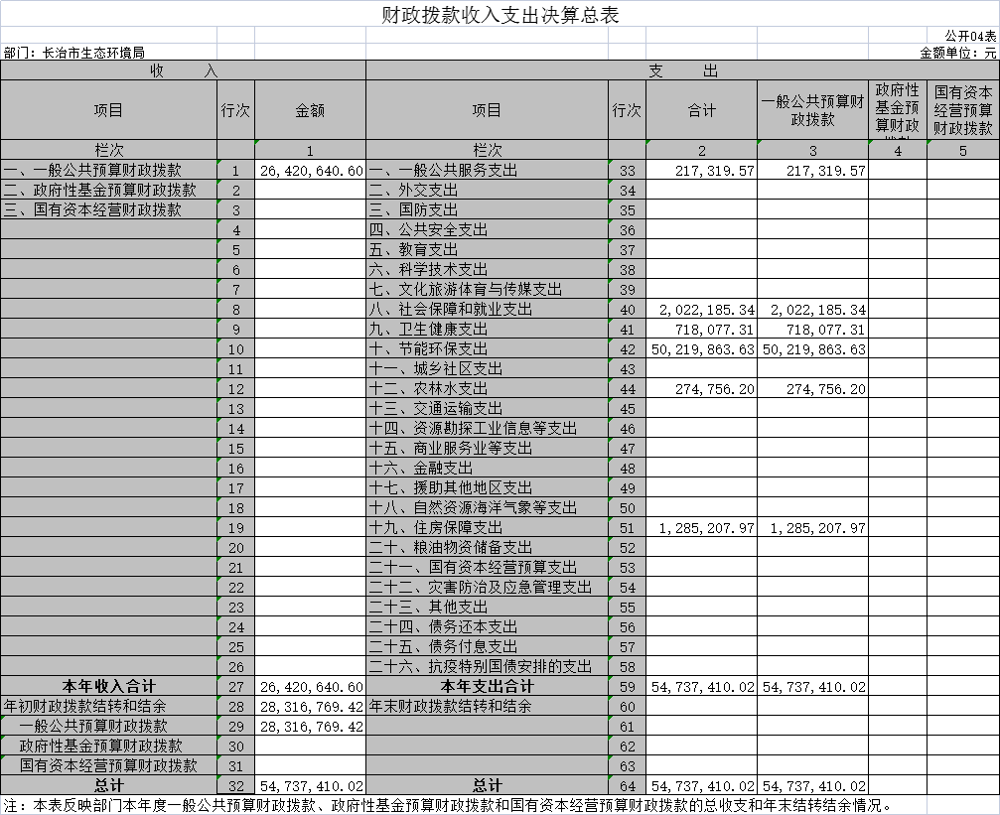 财政拨款收入支出决算总表
公开04表
部门：长治市生态环境局 金额单位：元
收 入 支 出
项目 行次 金额 项目 行次 合计 一般公共预算财政拨款 政府性基金预算财政 国有资本经营预算财政拨款
栏次 1 栏次 2 3 4 5
一、一般公共预算财政拨款 1 26,420,640.60 一、一般公共服务支出 33 217,319.57 217,319.57
二、政府性基金预算财政拨款 2 二、外交支出 34
三、国有资本经营财政拨款 3 三、国防支出 35
4 四、公共安全支出 36
5 五、教育支出 37
6 六、科学技术支出 38
7 七、文化旅游体育与传媒支出 39
8 八、社会保障和就业支出 40 2,022,185.34 2,022,185.34
9 九、卫生健康支出 41 718,077.31 718,077.31
10 十、节能环保支出 42 50,219,863.63 50,219,863.63
11 十一、城乡社区支出 43
12 十二、农林水支出 44 274,756.20 274,756.20
13 十三、交通运输支出 45
14 十四、资源勘探工业信息等支出 46
15 十五、商业服务业等支出 47
16 十六、金融支出 48
17 十七、援助其他地区支出 49
18 十八、自然资源海洋气象等支出 50
19 十九、住房保障支出 51 1,285,207.97 1,285,207.97
20 二十、粮油物资储备支出 52
21 二十一、国有资本经营预算支出 53
22 二十二、灾害防治及应急管理支出 54
23 二十三、其他支出 55
24 二十四、债务还本支出 56
25 二十五、债务付息支出 57
26 二十六、抗疫特别国债安排的支出 58
本年收入合计 27 26,420,640.60 本年支出合计 59 54,737,410.02 54,737,410.02
年初财政拨款结转和结余 28 28,316,769.42 年末财政拨款结转和结余 60
一般公共预算财政拨款 29 28,316,769.42 61
政府性基金预算财政拨款 30 62
国有资本经营预算财政拨款 31 63
总计 32 54,737,410.02 总计 64 54,737,410.02 54,737,410.02
注：本表反映部门本年度一般公共预算财政拨款、政府性基金预算财政拨款和国有资本经营预算财政拨款的总收支和年末结转结余情况。